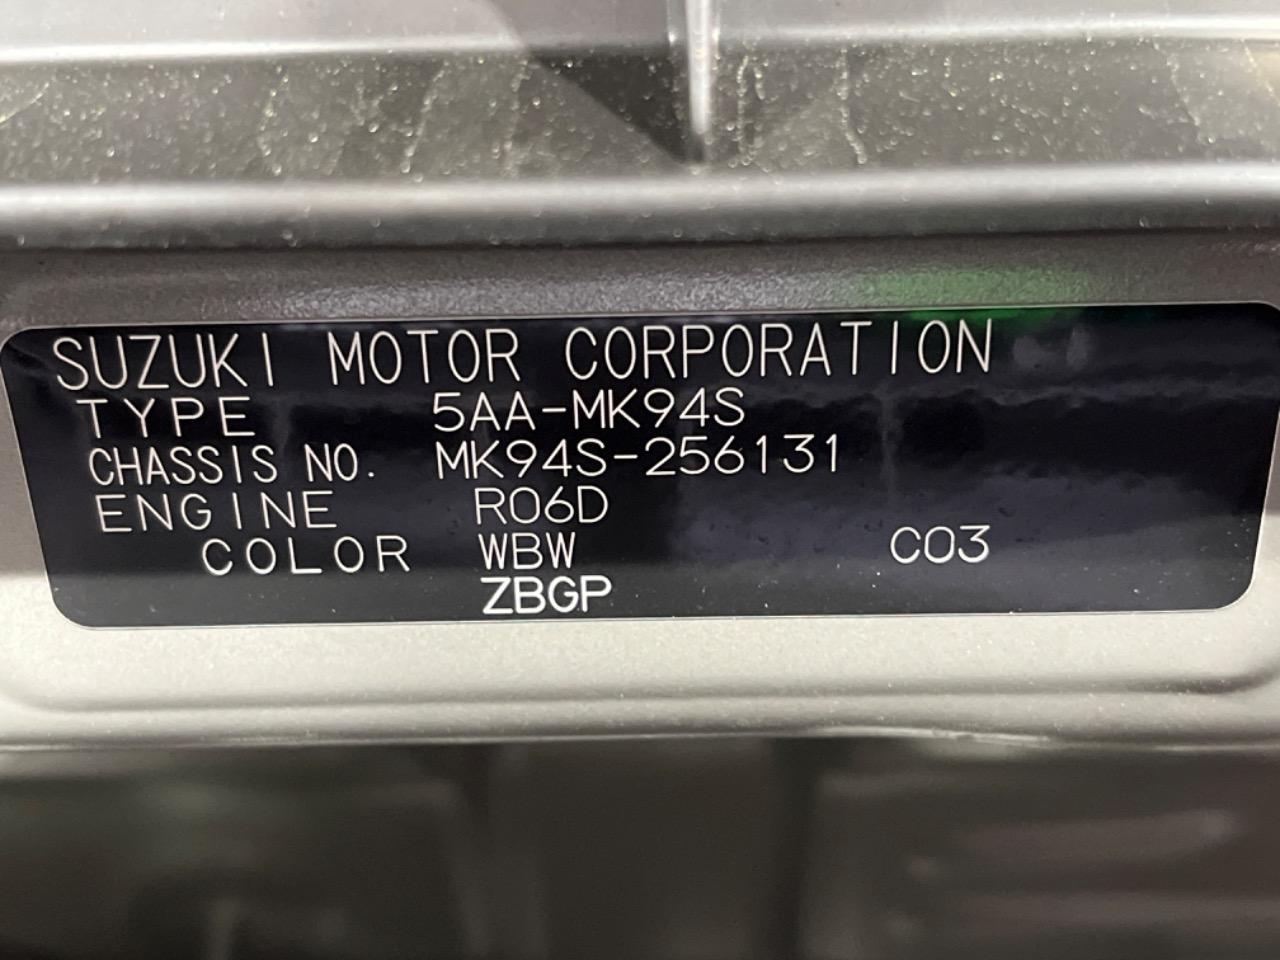 SUZUKI MOTOR CORPORATION
TYPE 5AA-MK94S
CHASSIS NO. MK94S-256131
ENGINE R06D
COLOR WBW C03
ZBGP